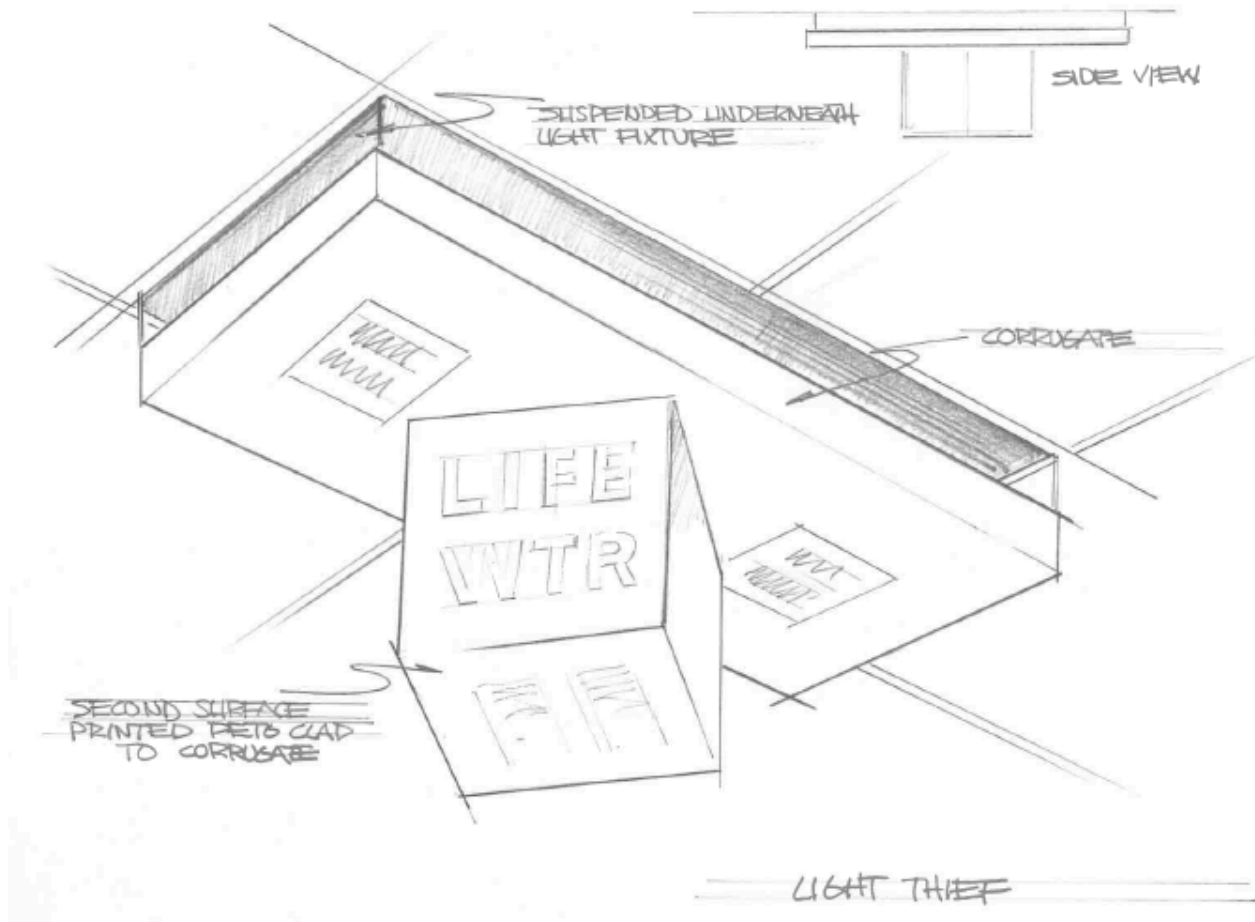 SIDE VIEW
SUSPENDED UNDERNEATH
LIGHT FIXTURE
CORRUGATE
LIFE
WTR
SECOND SURFACE
PRINTED PETG CLAD
TO CORRUGATE
LIGHT THIEF